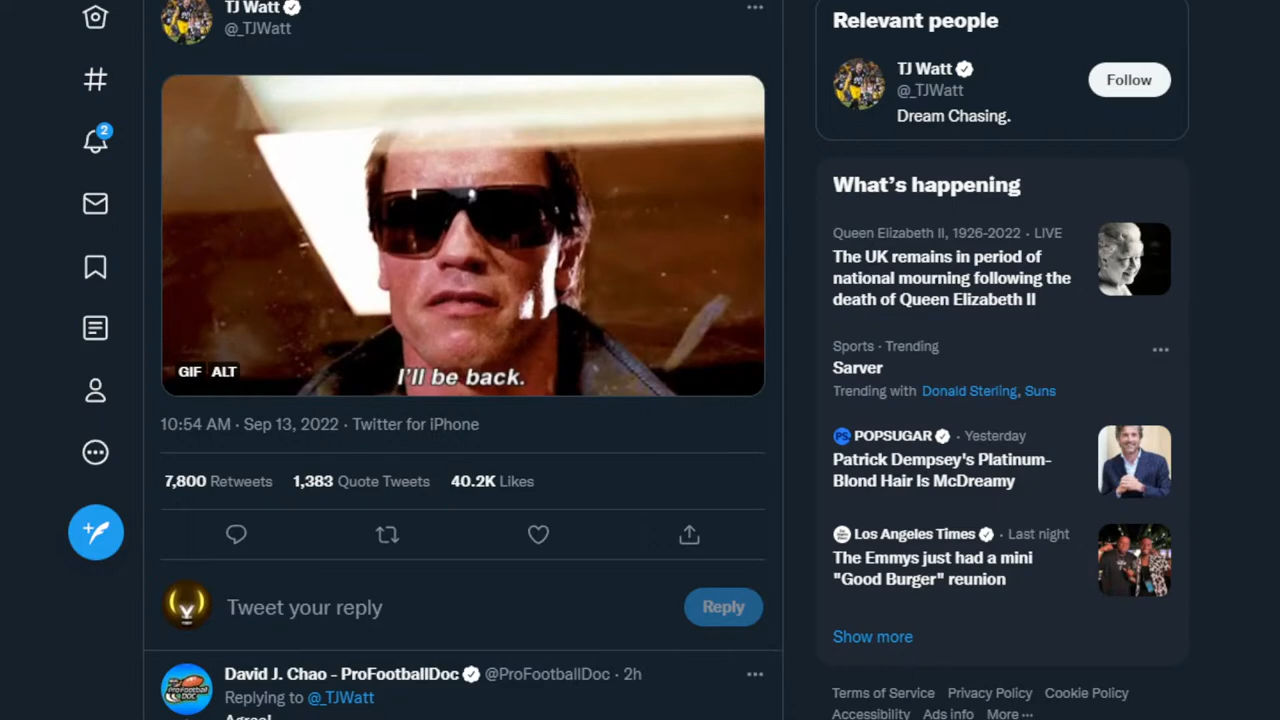 TJ Watt
@_TJWatt
GIF ALT
I'll be back.
10:54 AM · Sep 13, 2022 · Twitter for iPhone
7,800 Retweets 1,383 Quote Tweets 40.2K Likes
Tweet your reply
Reply
David J. Chao - ProFootballDoc @ProFootballDoc · 2h
Replying to @_TJWatt
Agree!
2
Relevant people
TJ Watt
@_TJWatt
Follow
Dream Chasing.
What's happening
Queen Elizabeth II, 1926-2022 · LIVE
The UK remains in period of
national mourning following the
death of Queen Elizabeth II
Sports · Trending
Sarver
Trending with Donald Sterling, Suns
POPSUGAR · Yesterday
Patrick Dempsey's Platinum-
Blond Hair Is McDreamy
Los Angeles Times · Last night
The Emmys just had a mini
"Good Burger" reunion
Show more
Terms of Service Privacy Policy Cookie Policy
Accessibility Ads info More ···